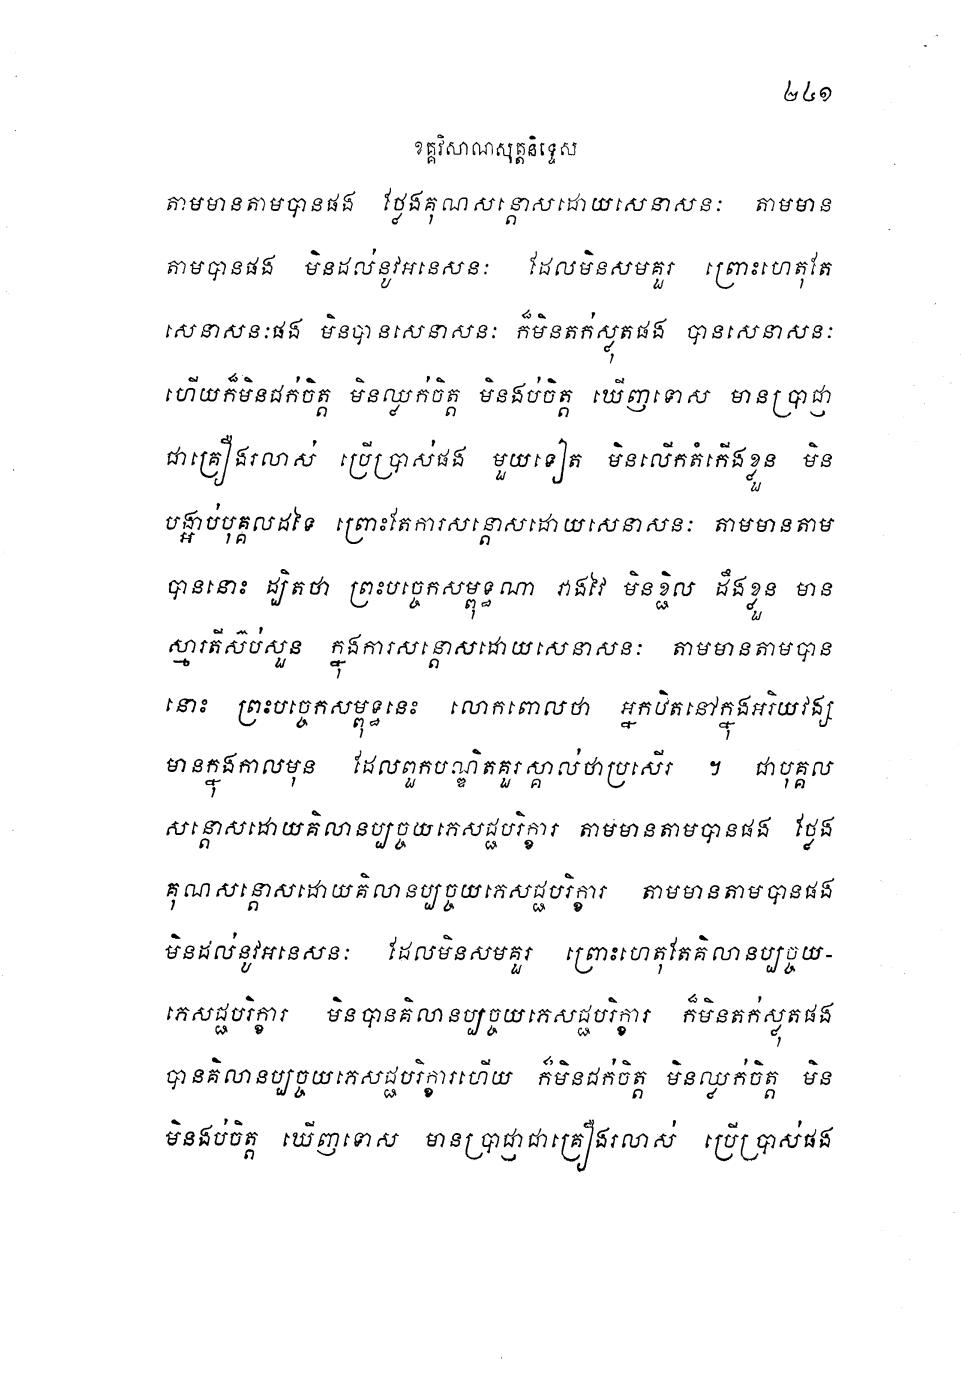 ២៤១
ខគ្គវិសាណសុត្តនិទ្ទេស
តាមមានតាមបានផង ថ្លែងគុណសន្តោសដោយសេនាសនៈ តាមមាន
តាមបានផង មិនដល់នូវអនេសនៈ ដែលមិនសមគួរ ព្រោះហេតុតែ
សេនាសនៈផង មិនបានសេនាសនៈ ក៏មិនតក់ស្លុតផង បានសេនាសនៈ
ហើយក៏មិនជក់ចិត្ត មិនឈ្លក់ចិត្ត មិនងប់ចិត្ត ឃើញទោស មានប្រាជ្ញា
ជាគ្រឿងរលាស់ ប្រើប្រាស់ផង មួយទៀត មិនលើកតំកើងខ្លួន មិន
បង្អាប់បុគ្គលដទៃ ព្រោះតែការសន្តោសដោយសេនាសនៈ តាមមានតាម
បាននោះ ដ្បិតថា ព្រះបច្ចេកសម្ពុទ្ធណា វាងវៃ មិនខ្ជិល ដឹងខ្លួន មាន
ស្មារតីស៊ប់សួន ក្នុងការសន្តោសដោយសេនាសនៈ តាមមានតាមបាន
នោះ ព្រះបច្ចេកសម្ពុទ្ធនេះ លោកពោលថា អ្នកឋិតនៅក្នុងអរិយវង្ស
មានក្នុងកាលមុន ដែលពួកបណ្ឌិតគួរស្គាល់ថាប្រសើរ ។ ជាបុគ្គល
សន្តោសដោយគិលានប្បច្ចយភេសជ្ជបរិក្ខារ តាមមានតាមបានផង ថ្លែង
គុណសន្តោសដោយគិលានប្បច្ចយភេសជ្ជបរិក្ខារ តាមមានតាមបានផង
មិនដល់នូវអនេសនៈ ដែលមិនសមគួរ ព្រោះហេតុតែគិលានប្បច្ចយ-
ភេសជ្ជបរិក្ខារ មិនបានគិលានប្បច្ចយភេសជ្ជបរិក្ខារ ក៏មិនតក់ស្លុតផង
បានគិលានប្បច្ចយភេសជ្ជបរិក្ខារហើយ ក៏មិនជក់ចិត្ត មិនឈ្លក់ចិត្ត មិន
មិនងប់ចិត្ត ឃើញទោស មានប្រាជ្ញាជាគ្រឿងរលាស់ ប្រើប្រាស់ផង